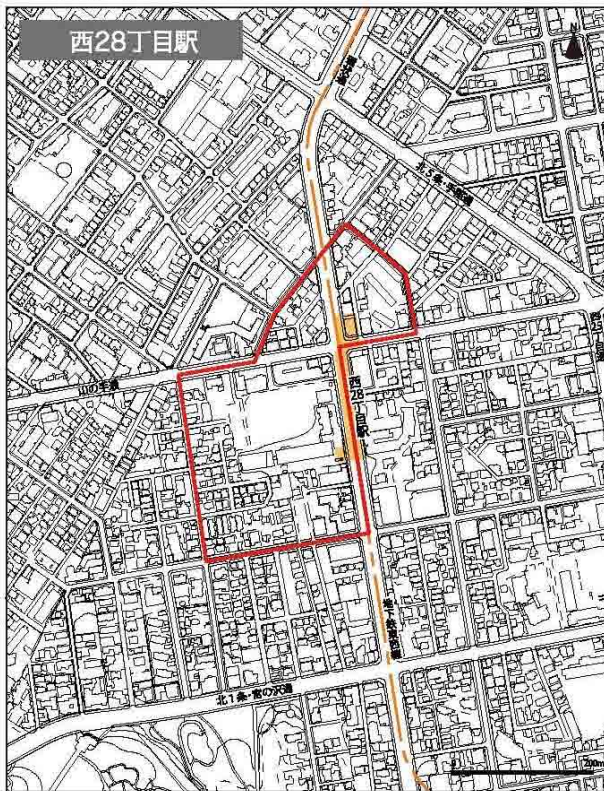 西28丁目駅
N
北5条・手稲通
山の手通
西28丁目駅
地下鉄東西線
北1条・宮の沢通
0 200m